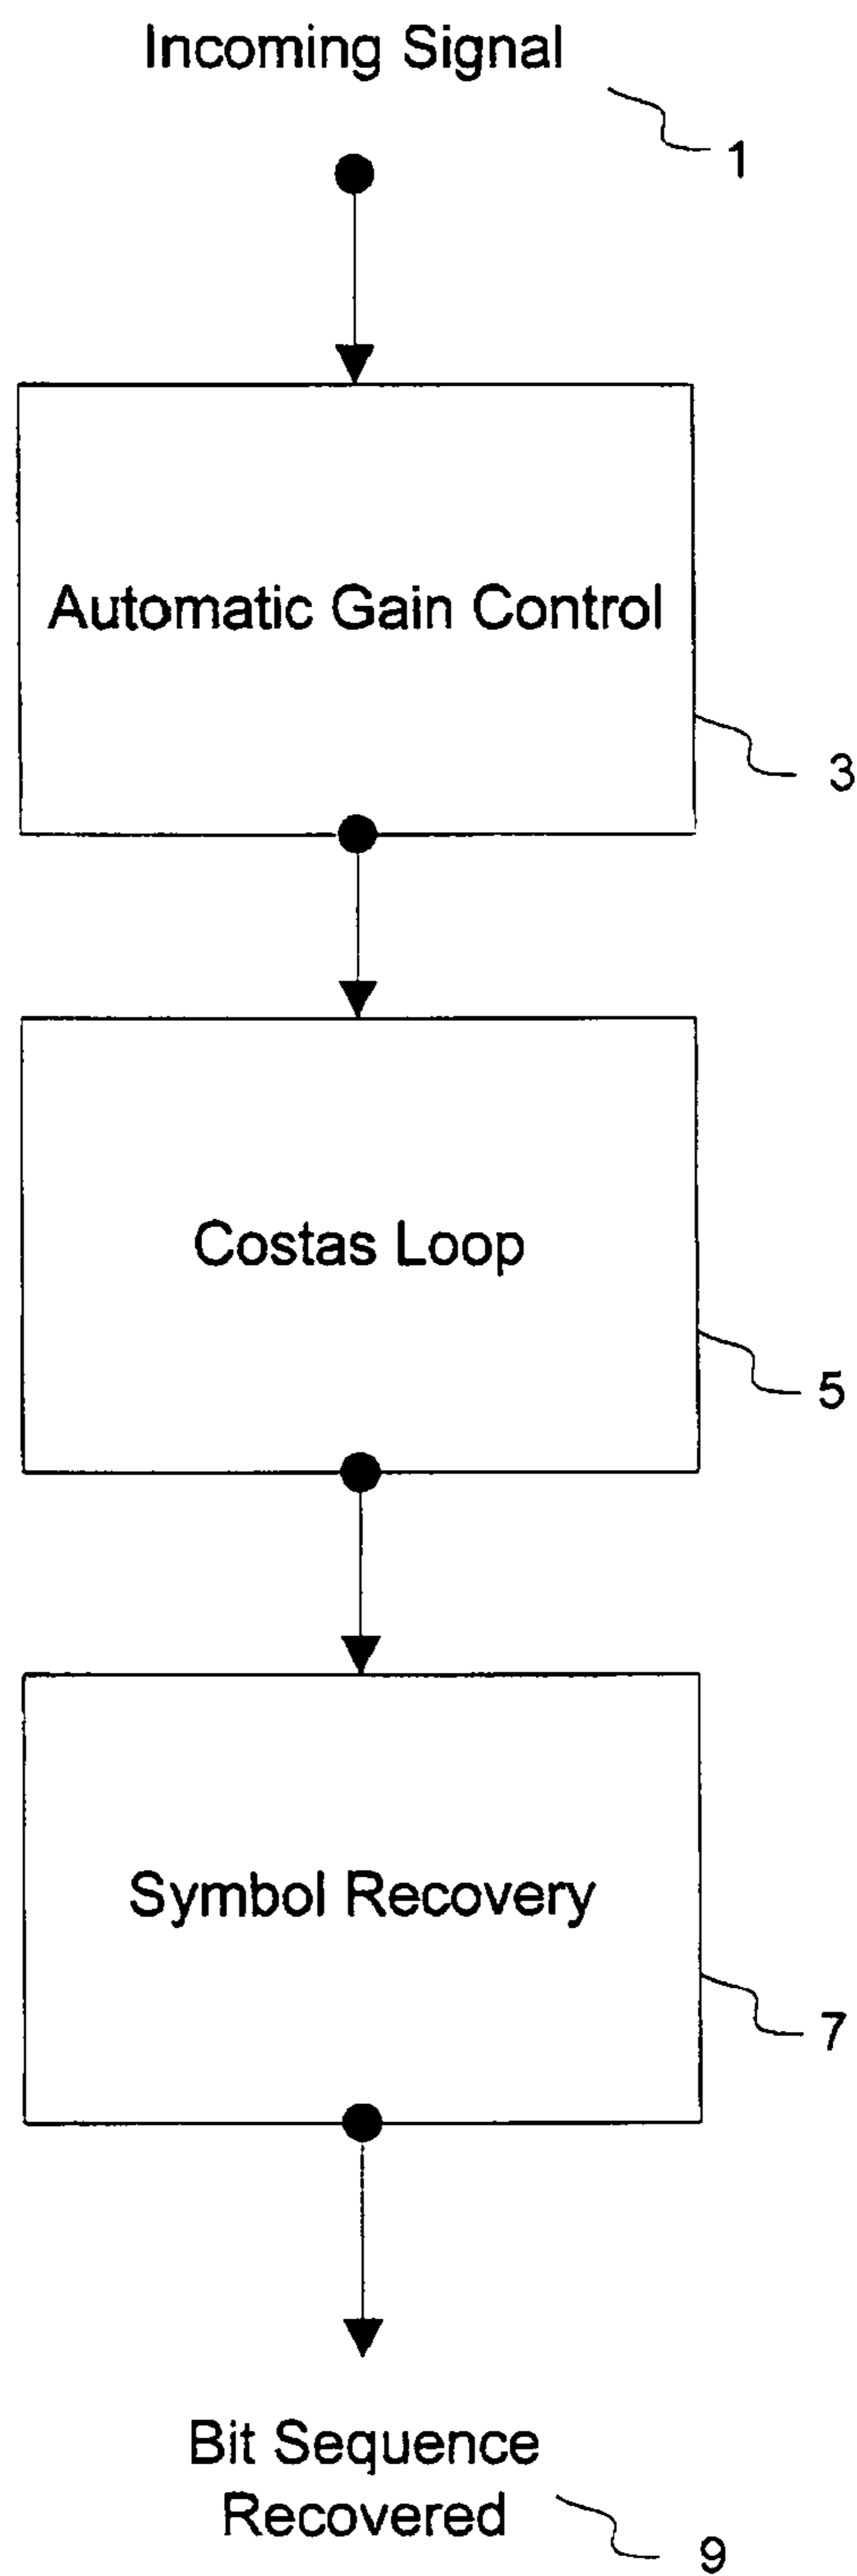 Incoming Signal
1
Automatic Gain Control
3
Costas Loop
5
Symbol Recovery
7
Bit Sequence
Recovered
9